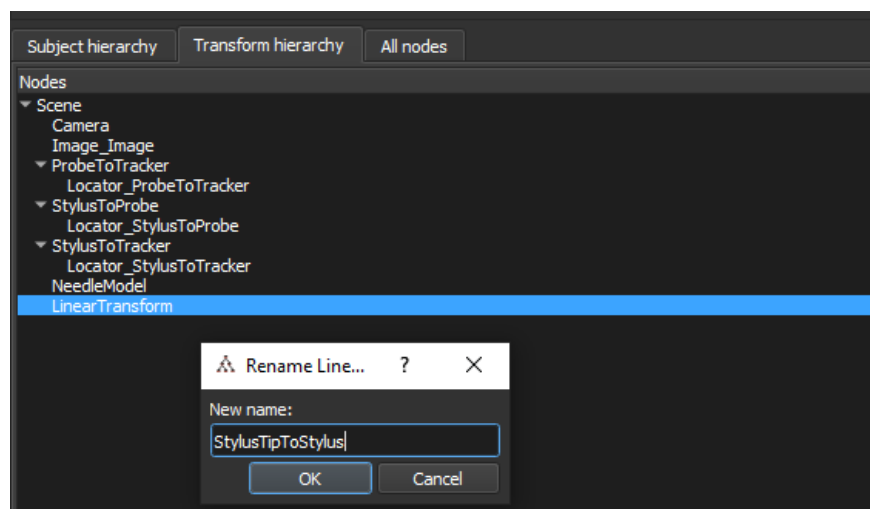 Subject hierarchy Transform hierarchy All nodes
Nodes
Scene
Camera
Image_Image
ProbeToTracker
Locator_ProbeToTracker
StylusToProbe
Locator_StylusToProbe
StylusToTracker
Locator_StylusToTracker
NeedleModel
LinearTransform
Rename Line... ?
New name:
StylusTipToStylus
OK Cancel